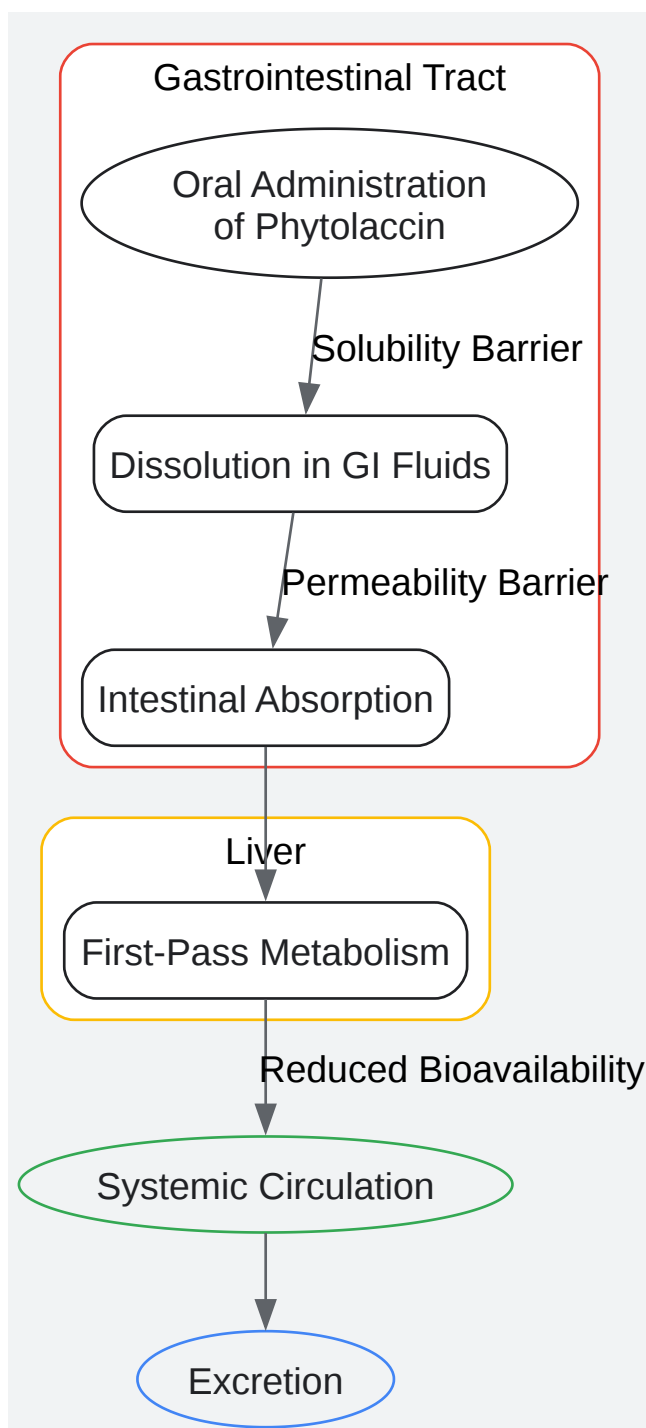 Gastrointestinal Tract
Oral Administration
of Phytolaccin
Solubility Barrier
Dissolution in GI Fluids
Permeability Barrier
Intestinal Absorption
Liver
First-Pass Metabolism
Reduced Bioavailability
Systemic Circulation
Excretion